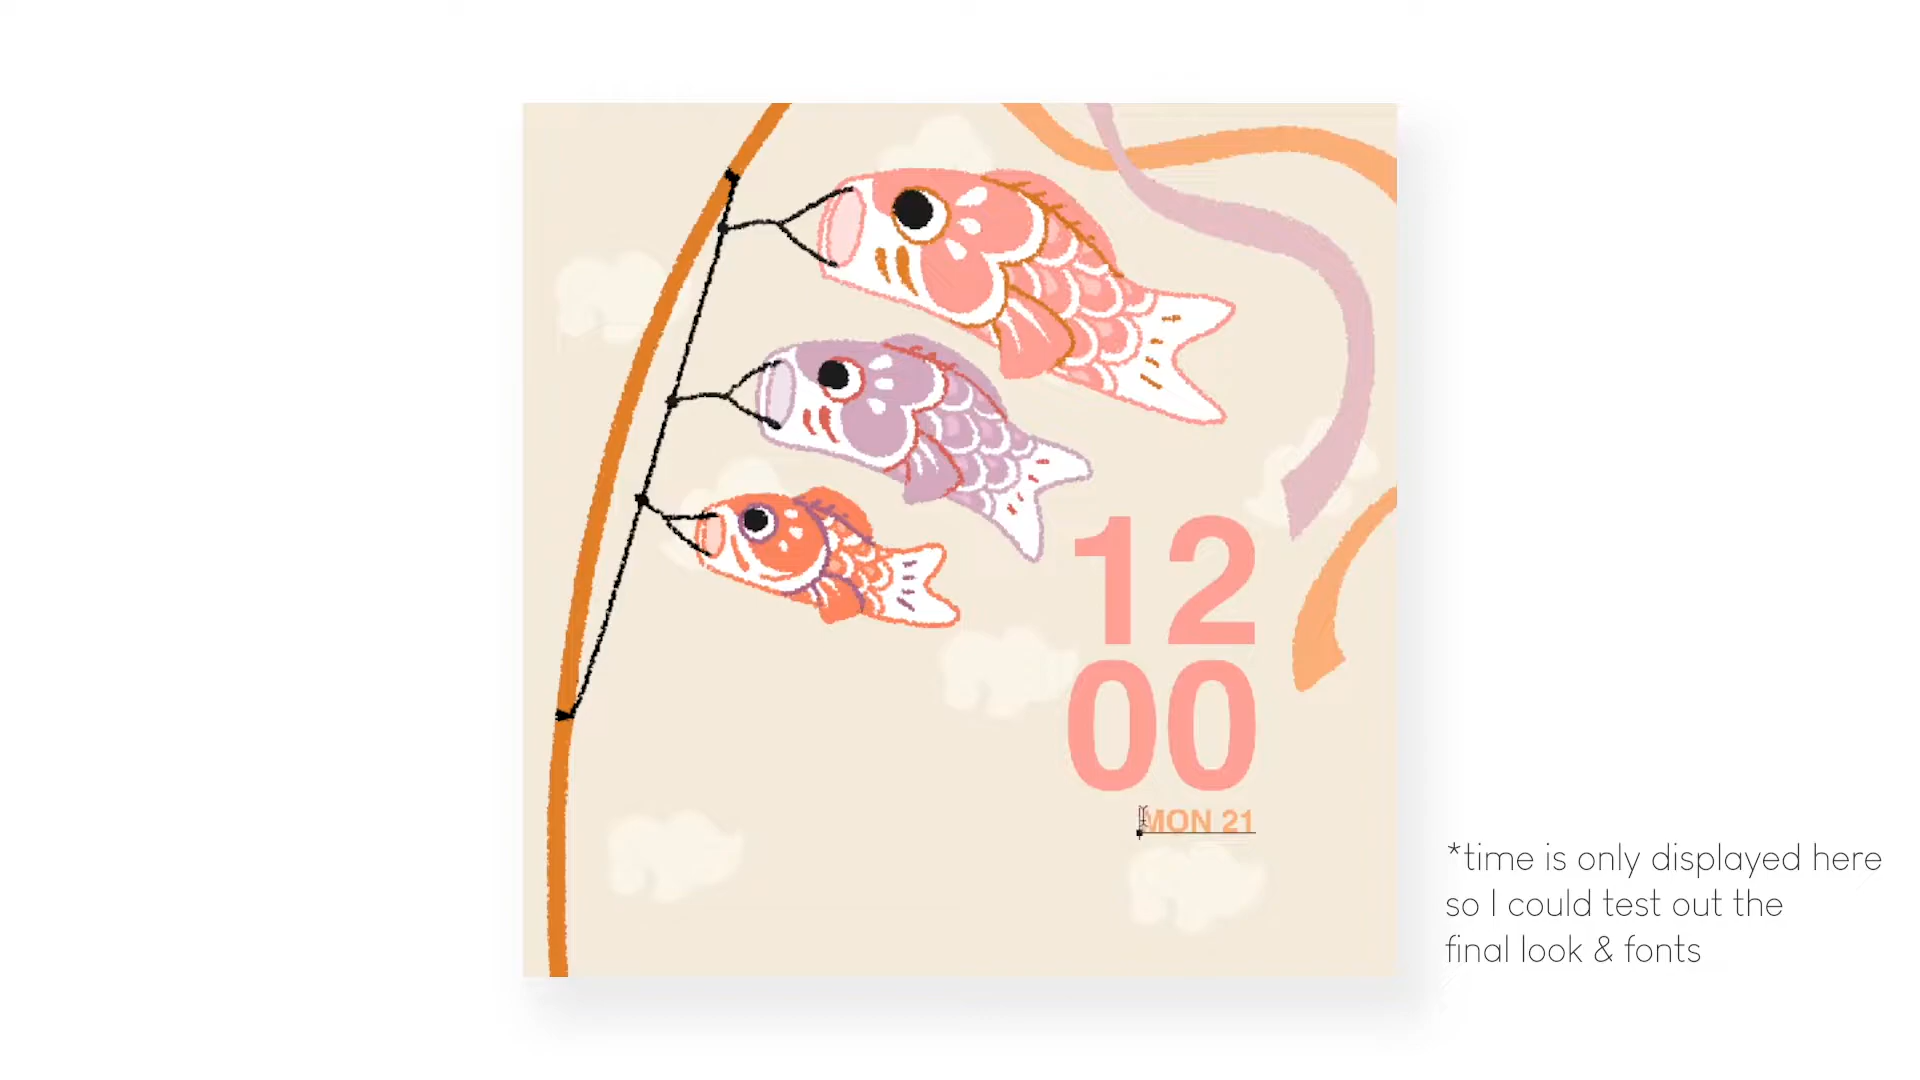 12
00
MON 21
*time is only displayed here
so I could test out the
final look & fonts